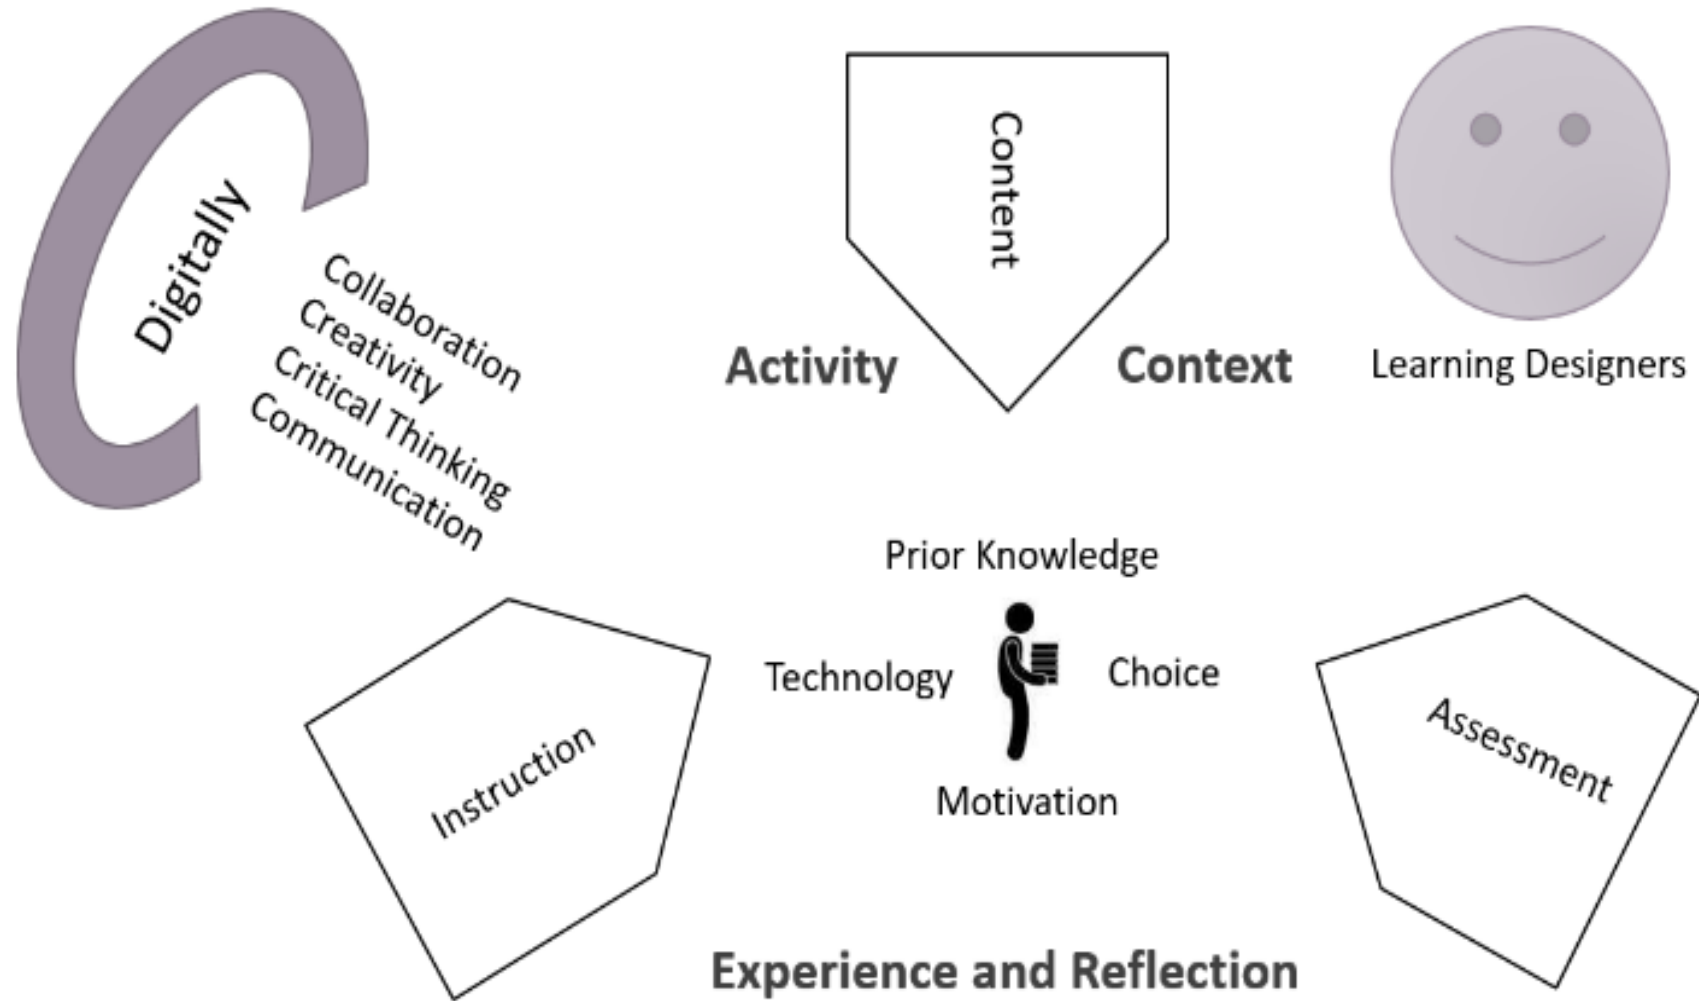 Digitally
Collaboration
Creativity
Critical Thinking
Communication
Content
Activity
Context
Learning Designers
Prior Knowledge
Technology
Choice
Motivation
Instruction
Assessment
Experience and Reflection